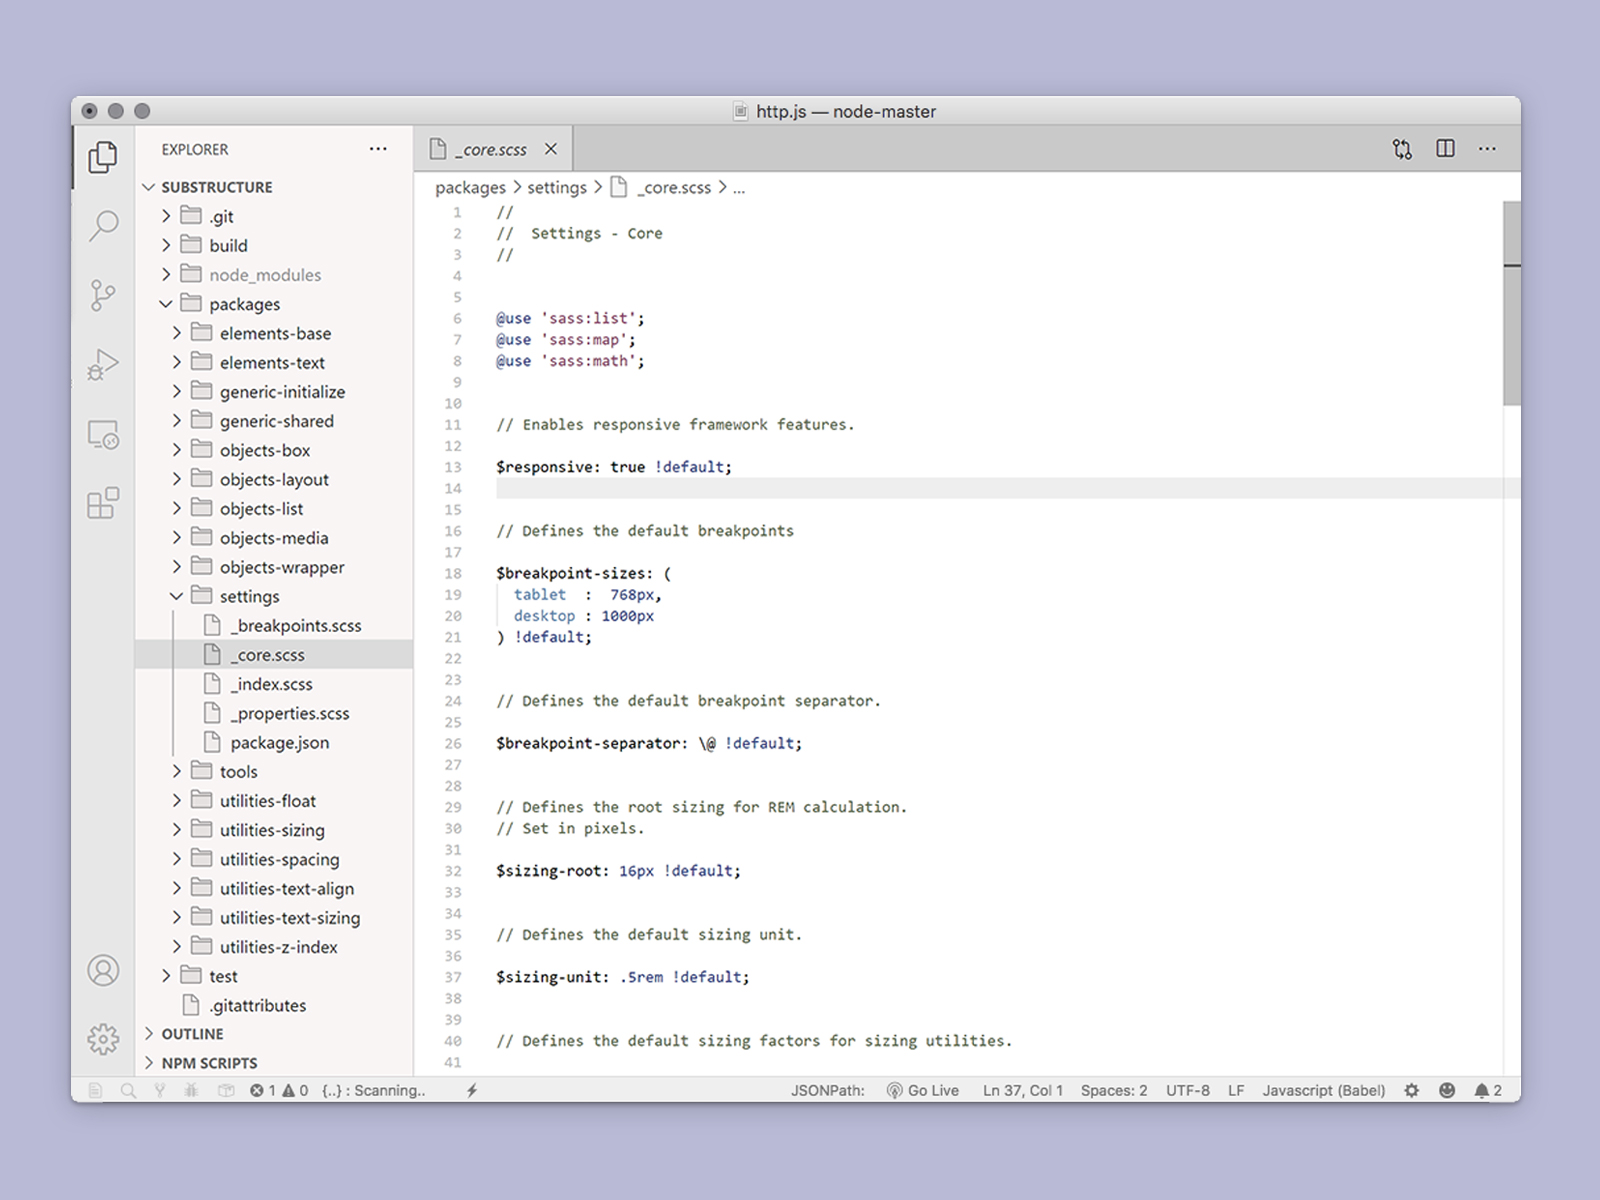 http.js — node-master
EXPLORER
SUBSTRUCTURE
.git
build
node_modules
packages
elements-base
elements-text
generic-initialize
generic-shared
objects-box
objects-layout
objects-list
objects-media
objects-wrapper
settings
_breakpoints.scss
_core.scss
_index.scss
_properties.scss
package.json
tools
utilities-float
utilities-sizing
utilities-spacing
utilities-text-align
utilities-text-sizing
utilities-z-index
test
.gitattributes
OUTLINE
NPM SCRIPTS
_core.scss
packages > settings > _core.scss > ...
1 //
2 //  Settings - Core
3 //
4
5
6 @use 'sass:list';
7 @use 'sass:map';
8 @use 'sass:math';
9
10
11 // Enables responsive framework features.
12
13 $responsive: true !default;
14
15
16 // Defines the default breakpoints
17
18 $breakpoint-sizes: (
19   tablet  :  768px,
20   desktop : 1000px
21 ) !default;
22
23
24 // Defines the default breakpoint separator.
25
26 $breakpoint-separator: \@ !default;
27
28
29 // Defines the root sizing for REM calculation.
30 // Set in pixels.
31
32 $sizing-root: 16px !default;
33
34
35 // Defines the default sizing unit.
36
37 $sizing-unit: .5rem !default;
38
39
40 // Defines the default sizing factors for sizing utilities.
41
1 0 {..} : Scanning.. JSONPath: Go Live Ln 37, Col 1 Spaces: 2 UTF-8 LF Javascript (Babel) 2